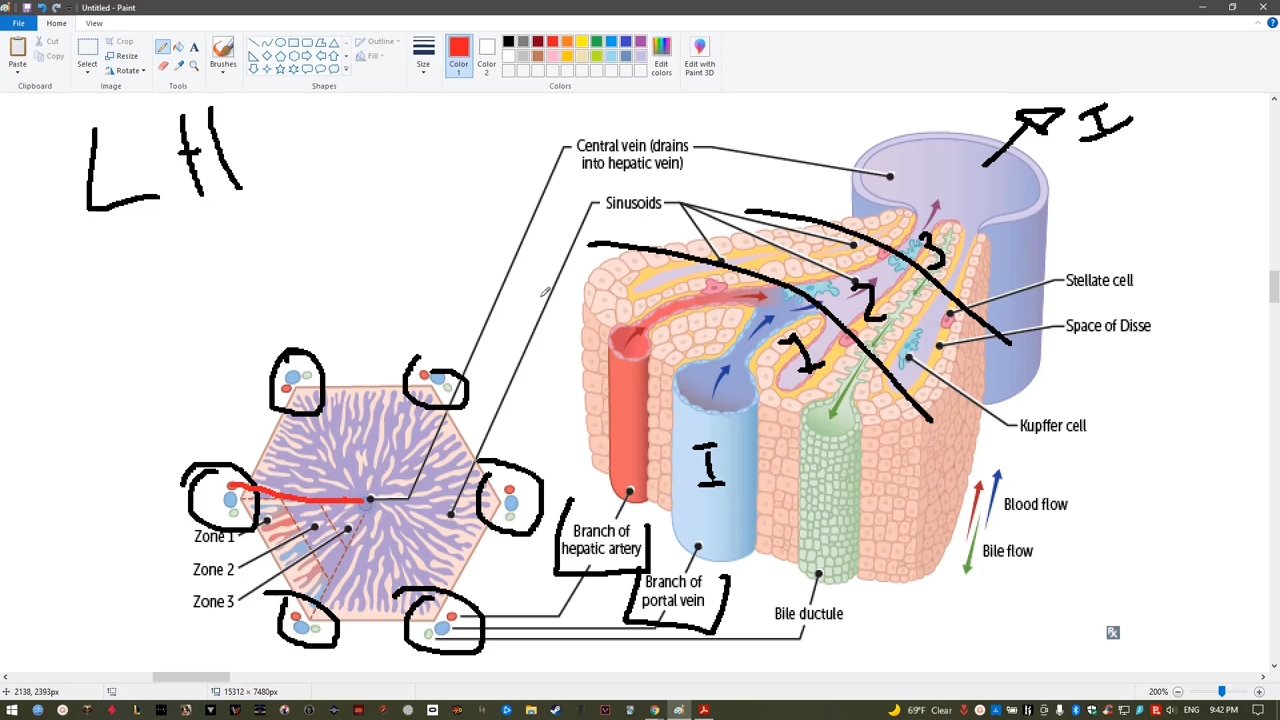 Untitled - Paint
File
Home
View
Paste
Cut
Copy
Clipboard
Select
Crop
Resize
Rotate
Image
A
Tools
Brushes
Outline
Fill
Shapes
Size
Color 1
Color 2
Edit colors
Edit with Paint 3D
Colors
Central vein (drains
into hepatic vein)
Sinusoids
I
3
2
1
I
Stellate cell
Space of Disse
Kupffer cell
Blood flow
Bile flow
Zone 1
Zone 2
Zone 3
Branch of
hepatic artery
Branch of
portal vein
Bile ductule
Rx
2138, 2393px
15312 × 7480px
200%
69°F Clear
ENG
9:42 PM